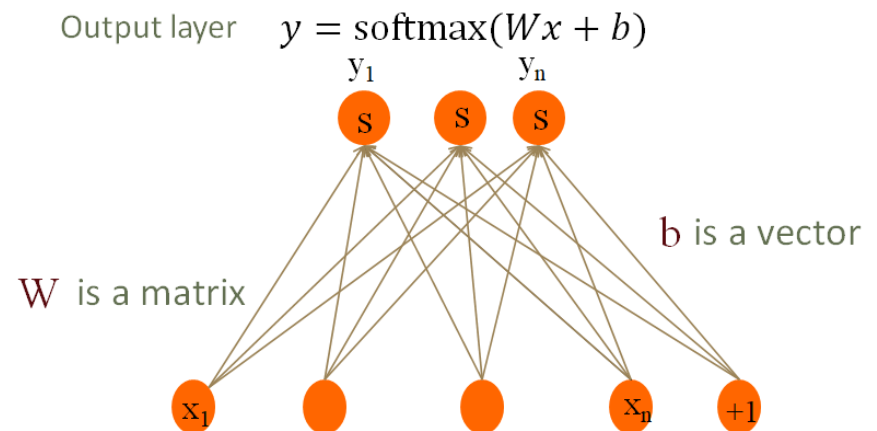 Output layer y = softmax(Wx + b)
y₁ yₙ
S S S
b is a vector
W is a matrix
x₁ xₙ +1